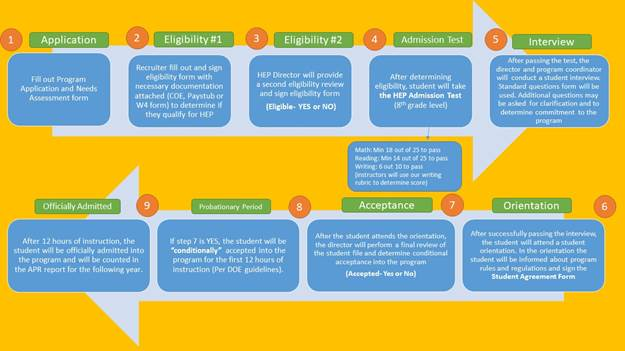 1
Application
Fill out Program
Application and Needs
Assessment form
2
Eligibility #1
Recruiter fill out and sign
eligibility form with
necessary documentation
attached (COE, Paystub or
W4 form) to determine if
they qualify for HEP
3
Eligibility #2
HEP Director will provide
a second eligibility review
and sign eligibility form
(Eligible- YES or NO)
4
Admission Test
After determining
eligibility, student will take
the HEP Admission Test
(8th grade level)
Math: Min 18 out of 25 to pass
Reading: Min 14 out of 25 to pass
Writing: 6 out 10 to pass
(instructors will use our writing
rubric to determine score)
5
Interview
After passing the test, the
director and program coordinator
will conduct a student interview.
Standard questions form will be
used. Additional questions may
be asked for clarification and to
determine commitment to the
program
6
Orientation
After successfully passing the interview,
the student will attend a student
orientation. In the orientation the
student will be informed about program
rules and regulations and sign the
Student Agreement Form
7
Acceptance
After the student attends the orientation,
the director will perform a final review
of the student file and determine conditional
acceptance into the program
(Accepted- Yes or No)
8
Probationary Period
If step 7 is YES, the student will be
"conditionally" accepted into the
program for the first 12 hours of
instruction (Per DOE guidelines).
9
Officially Admitted
After 12 hours of instruction, the
student will be officially admitted into
the program and will be counted in
the APR report for the following year.